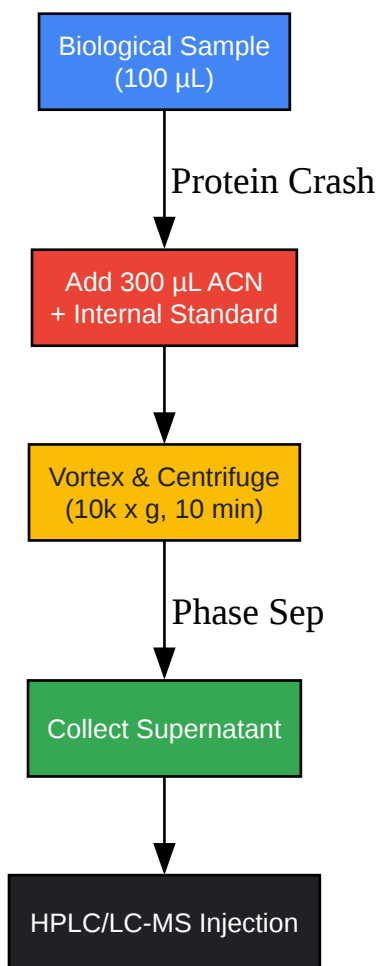 Biological Sample
(100 µL)
Protein Crash
Add 300 µL ACN
+ Internal Standard
Vortex & Centrifuge
(10k x g, 10 min)
Phase Sep
Collect Supernatant
HPLC/LC-MS Injection